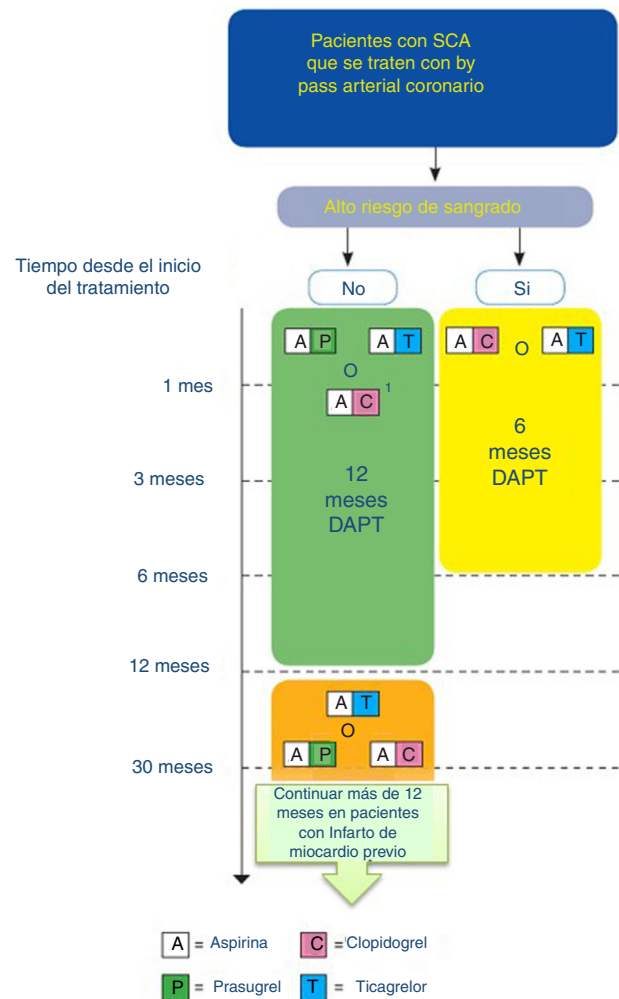 Pacientes con SCA
que se traten con by
pass arterial coronario
Alto riesgo de sangrado
Tiempo desde el inicio
del tratamiento
No
Si
A P A T
O
A C 1
A C O A T
1 mes
12
meses
DAPT
6
meses
DAPT
3 meses
6 meses
12 meses
A T
O
A P A C
30 meses
Continuar más de 12
meses en pacientes
con Infarto de
miocardio previo
A = Aspirina C = Clopidogrel
P = Prasugrel T = Ticagrelor